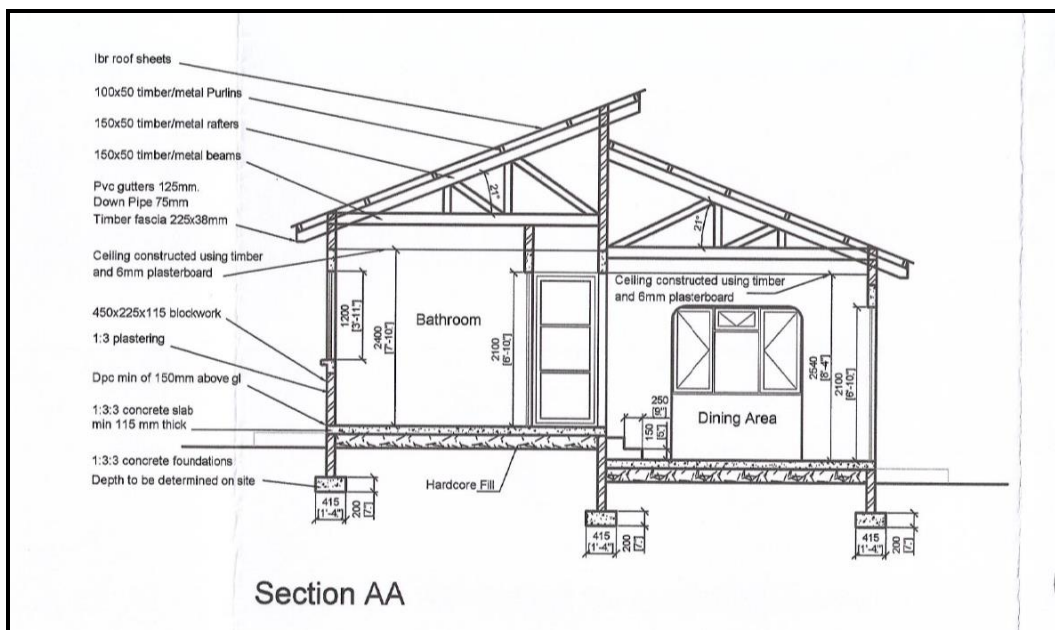 lbr roof sheets
100x50 timber/metal Purlins
150x50 timber/metal rafters
150x50 timber/metal beams
Pvc gutters 125mm.
Down Pipe 75mm
Timber fascia 225x38mm
Ceiling constructed using timber
and 6mm plasterboard
450x225x115 blockwork
1:3 plastering
Dpc min of 150mm above gl
1:3:3 concrete slab
min 115 mm thick
1:3:3 concrete foundations
Depth to be determined on site
21°
21°
Ceiling constructed using timber
and 6mm plasterboard
1200
[3'-11"]
2400
[7'-10"]
Bathroom
2100
[6'-10"]
250
[9"]
150
[5"]
Dining Area
2540
[8'-4"]
2100
[6'-10"]
Hardcore Fill
415
[1'-4"]
200
[7"]
415
[1'-4"]
200
[7"]
415
[1'-4"]
200
[7"]
Section AA